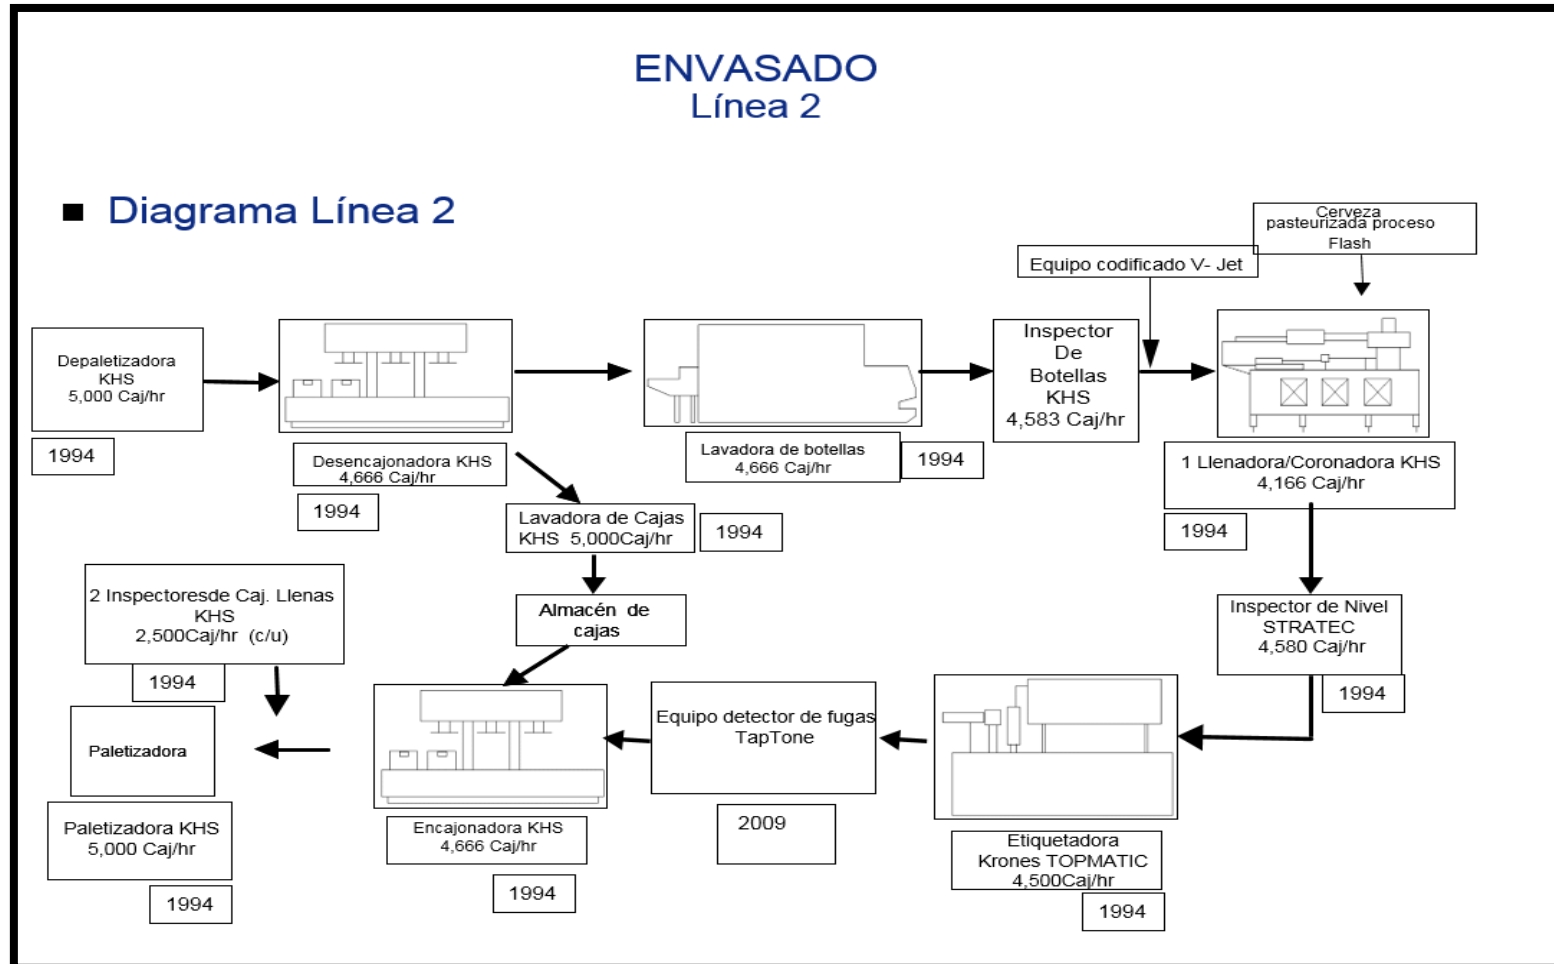 ENVASADO
Línea 2
Diagrama Línea 2
Cerveza
pasteurizada proceso
Flash
Equipo codificado V- Jet
Depaletizadora
KHS
5,000 Caj/hr
1994
Desencajonadora KHS
4,666 Caj/hr
1994
Lavadora de botellas
4,666 Caj/hr
1994
Inspector
De
Botellas
KHS
4,583 Caj/hr
1 Llenadora/Coronadora KHS
4,166 Caj/hr
1994
Lavadora de Cajas
KHS 5,000Caj/hr
1994
Almacén de
cajas
Inspector de Nivel
STRATEC
4,580 Caj/hr
1994
2 Inspectoresde Caj. Llenas
KHS
2,500Caj/hr (c/u)
1994
Paletizadora
Paletizadora KHS
5,000 Caj/hr
1994
Encajonadora KHS
4,666 Caj/hr
1994
Equipo detector de fugas
TapTone
2009
Etiquetadora
Krones TOPMATIC
4,500Caj/hr
1994